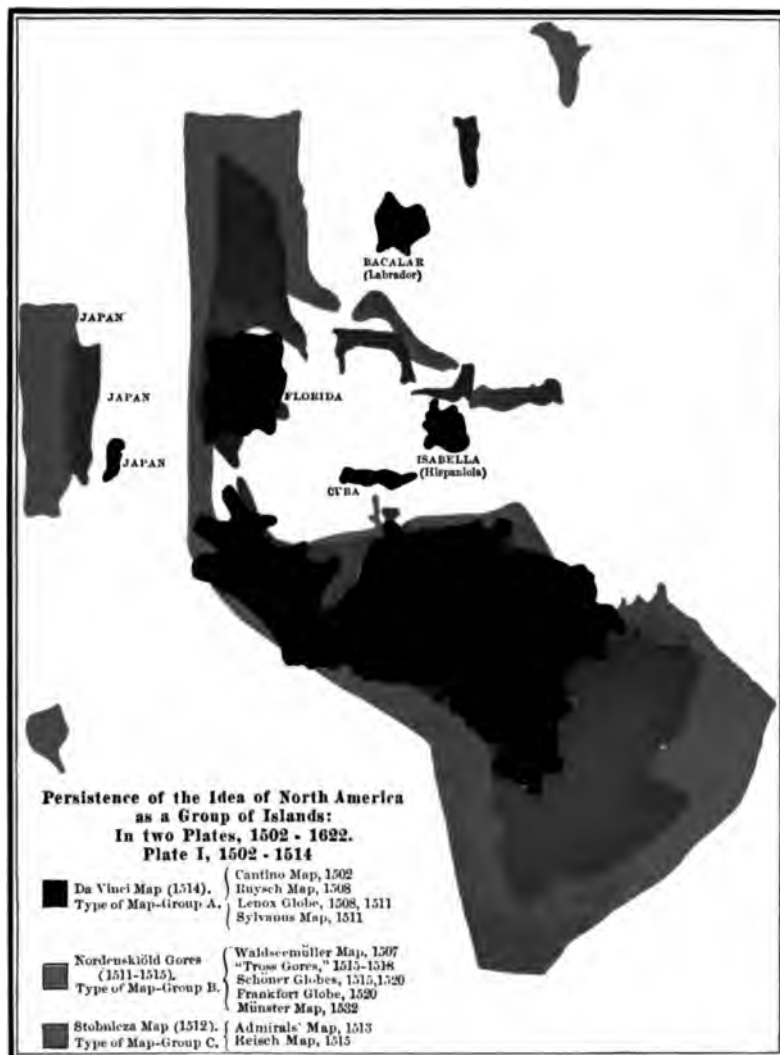 BACALAR
(Labrador)
JAPAN
JAPAN
FLORIDA
JAPAN
ISABELLA
(Hispaniola)
CUBA
Persistence of the Idea of North America
as a Group of Islands:
In two Plates, 1502 - 1622.
Plate I, 1502 - 1514
Da Vinci Map (1514).
Type of Map-Group A.
Cantino Map, 1502
Ruysch Map, 1508
Lenox Globe, 1508, 1511
Sylvanus Map, 1511
Nordenskiöld Gores
(1511-1515).
Type of Map-Group B.
Waldseemüller Map, 1507
"Tross Gores," 1515-1518
Schöner Globes, 1515,1520
Frankfort Globe, 1520
Münster Map, 1532
Stobnicza Map (1512).
Type of Map-Group C.
Admirals' Map, 1513
Reisch Map, 1515